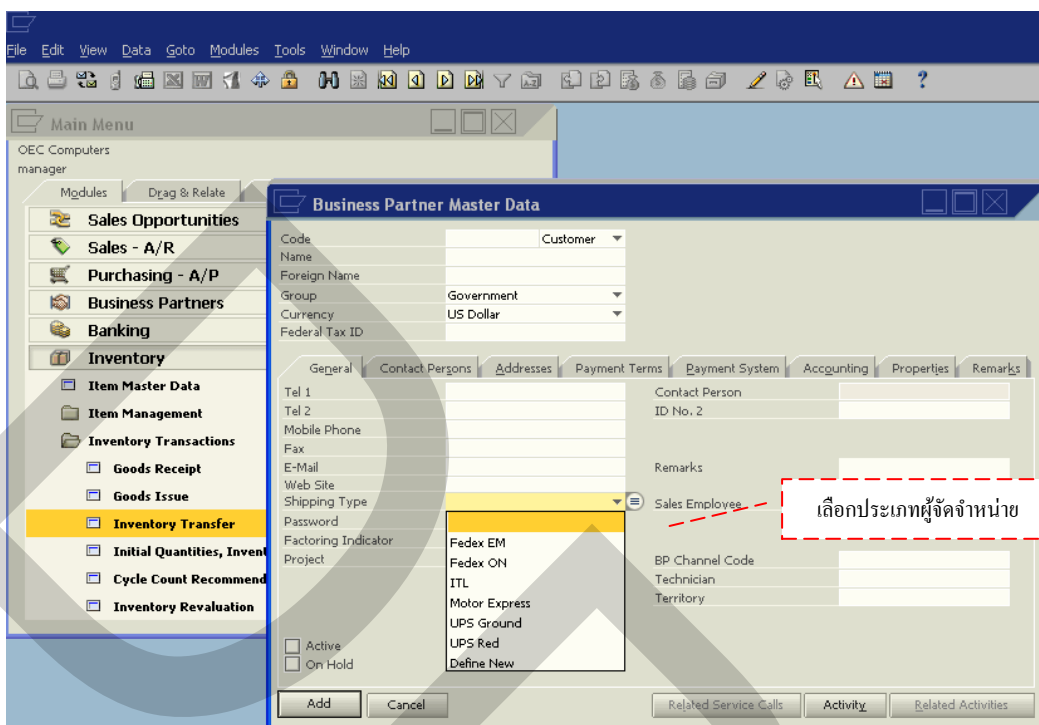 File Edit View Data Goto Modules Tools Window Help
Main Menu
OEC Computers
manager
Modules Drag & Relate
Sales Opportunities
Sales - A/R
Purchasing - A/P
Business Partners
Banking
Inventory
Item Master Data
Item Management
Inventory Transactions
Goods Receipt
Goods Issue
Inventory Transfer
Initial Quantities, Invent
Cycle Count Recommend
Inventory Revaluation
Business Partner Master Data
Code Customer
Name
Foreign Name
Group Government
Currency US Dollar
Federal Tax ID
General Contact Persons Addresses Payment Terms Payment System Accounting Properties Remarks
Tel 1 Contact Person
Tel 2 ID No. 2
Mobile Phone
Fax
E-Mail Remarks
Web Site
Shipping Type Sales Employee
เลือกประเภทผู้จัดจำหน่าย
Password
Factoring Indicator Fedex EM
Project Fedex ON BP Channel Code
ITL Technician
Motor Express Territory
UPS Ground
Active UPS Red
On Hold Define New
Add Cancel Related Service Calls Activity Related Activities